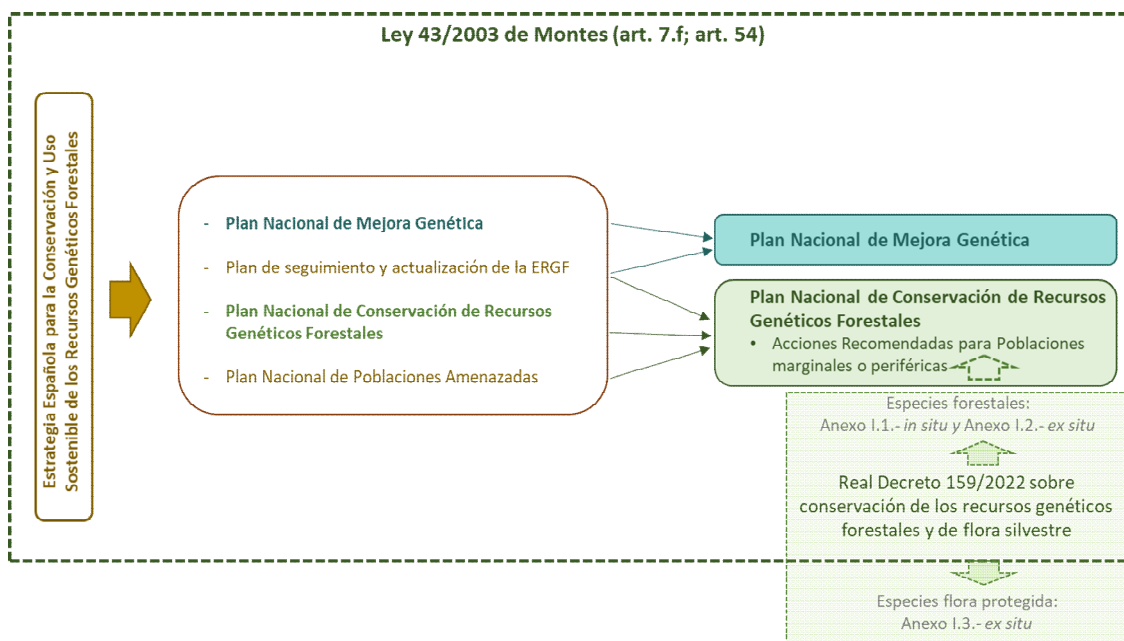 Ley 43/2003 de Montes (art. 7.f; art. 54)
Estrategia Española para la Conservación y Uso
Sostenible de los Recursos Genéticos Forestales
- Plan Nacional de Mejora Genética
- Plan de seguimiento y actualización de la ERGF
- Plan Nacional de Conservación de Recursos
Genéticos Forestales
- Plan Nacional de Poblaciones Amenazadas
Plan Nacional de Mejora Genética
Plan Nacional de Conservación de Recursos
Genéticos Forestales
• Acciones Recomendadas para Poblaciones
marginales o periféricas
Especies forestales:
Anexo I.1.- in situ y Anexo I.2.- ex situ
Real Decreto 159/2022 sobre
conservación de los recursos genéticos
forestales y de flora silvestre
Especies flora protegida:
Anexo I.3.- ex situ